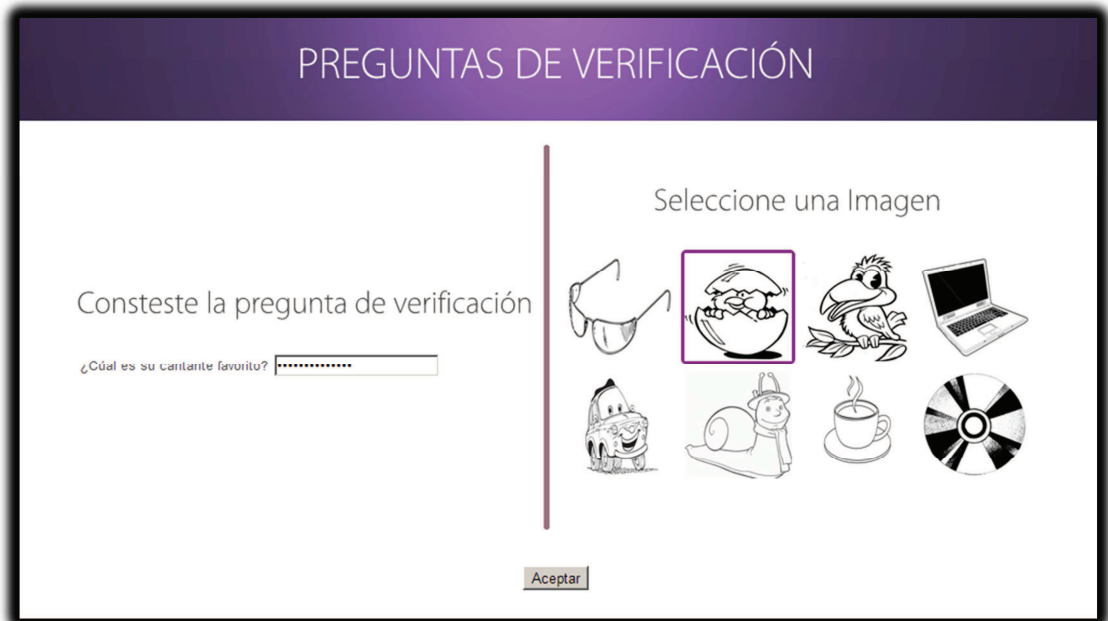 PREGUNTAS DE VERIFICACIÓN
Consteste la pregunta de verificación
¿Cúal es su cantante favorito? ••••••••••••••
Seleccione una Imagen
Aceptar